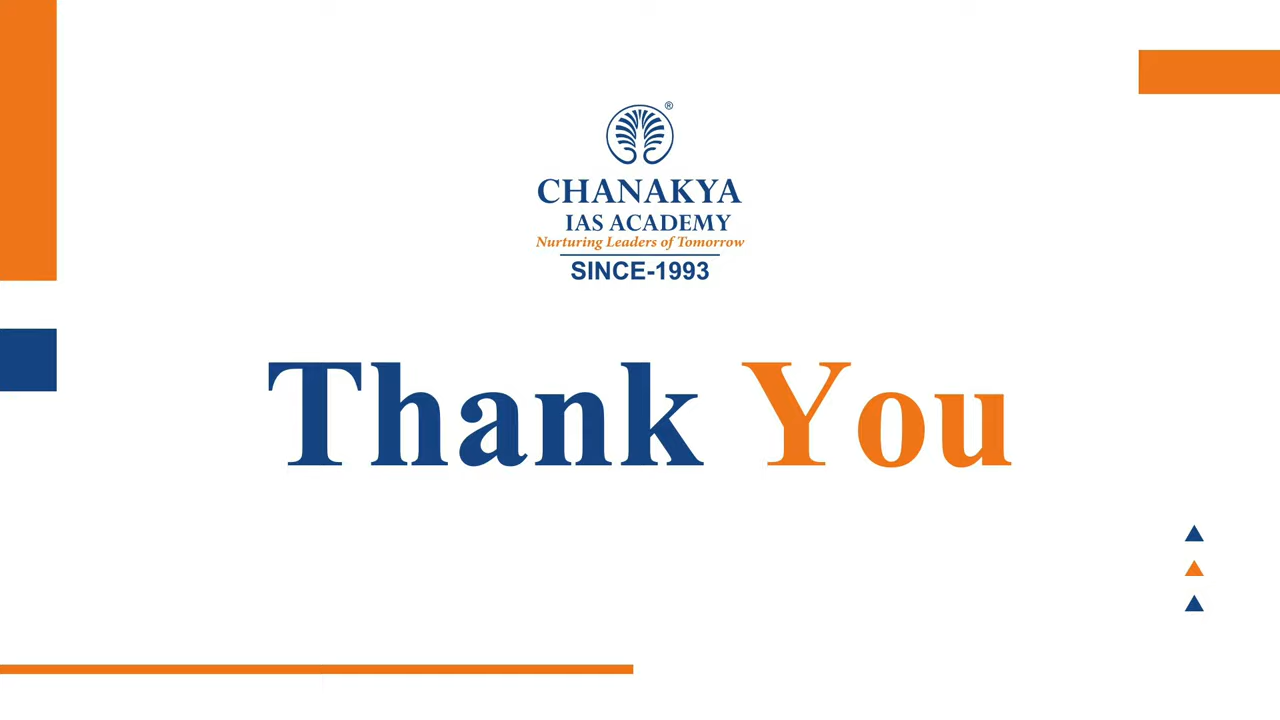 ®
CHANAKYA
IAS ACADEMY
Nurturing Leaders of Tomorrow
SINCE-1993
Thank You